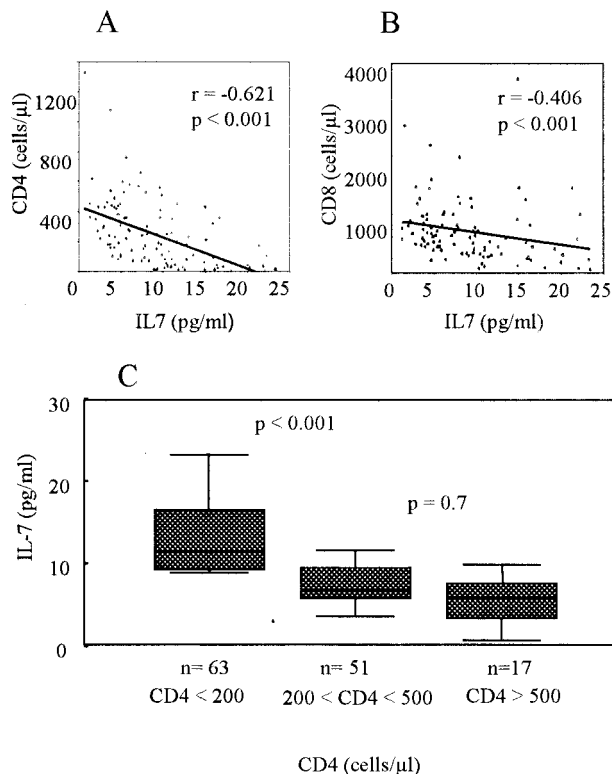 A
1200
800
400
0
CD4 (cells/µl)
r = -0.621
p < 0.001
0 5 10 15 20 25
IL7 (pg/ml)
B
4000
3000
2000
1000
0
CD8 (cells/µl)
r = -0.406
p < 0.001
0 5 10 15 20 25
IL7 (pg/ml)
C
30
20
10
0
IL-7 (pg/ml)
p < 0.001
p = 0.7
n= 63 n= 51 n=17
CD4 < 200 200 < CD4 < 500 CD4 > 500
CD4 (cells/µl)